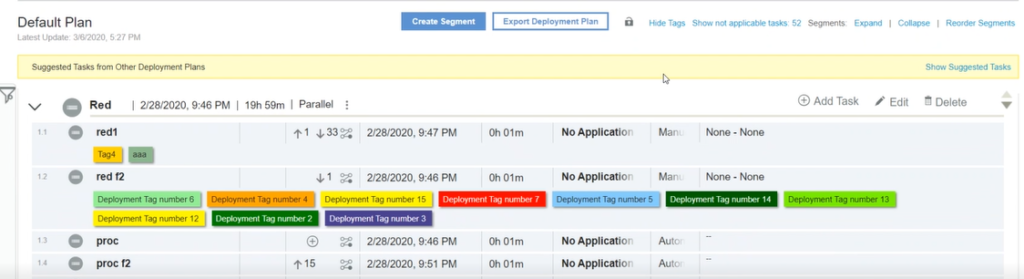 Default Plan
Latest Update: 3/6/2020, 5:27 PM
Create Segment Export Deployment Plan Hide Tags Show not applicable tasks 52 Segments: Expand | Collapse | Reorder Segments
Suggested Tasks from Other Deployment Plans Show Suggested Tasks
Red | 2/28/2020, 9:46 PM | 19h 59m | Parallel Add Task Edit Delete
1.1 red1 1 33 2/28/2020, 9:47 PM 0h 01m No Application Manu None - None
Tag4 aaa
1.2 red f2 1 2/28/2020, 9:46 PM 0h 01m No Application Manu None - None
Deployment Tag number 6 Deployment Tag number 4 Deployment Tag number 15 Deployment Tag number 7 Deployment Tag number 5 Deployment Tag number 14 Deployment Tag number 13
Deployment Tag number 12 Deployment Tag number 2 Deployment Tag number 3
1.3 proc 2/28/2020, 9:46 PM 0h 01m No Application Autor --
1.4 proc f2 15 2/28/2020, 9:51 PM 0h 01m No Application Autor --